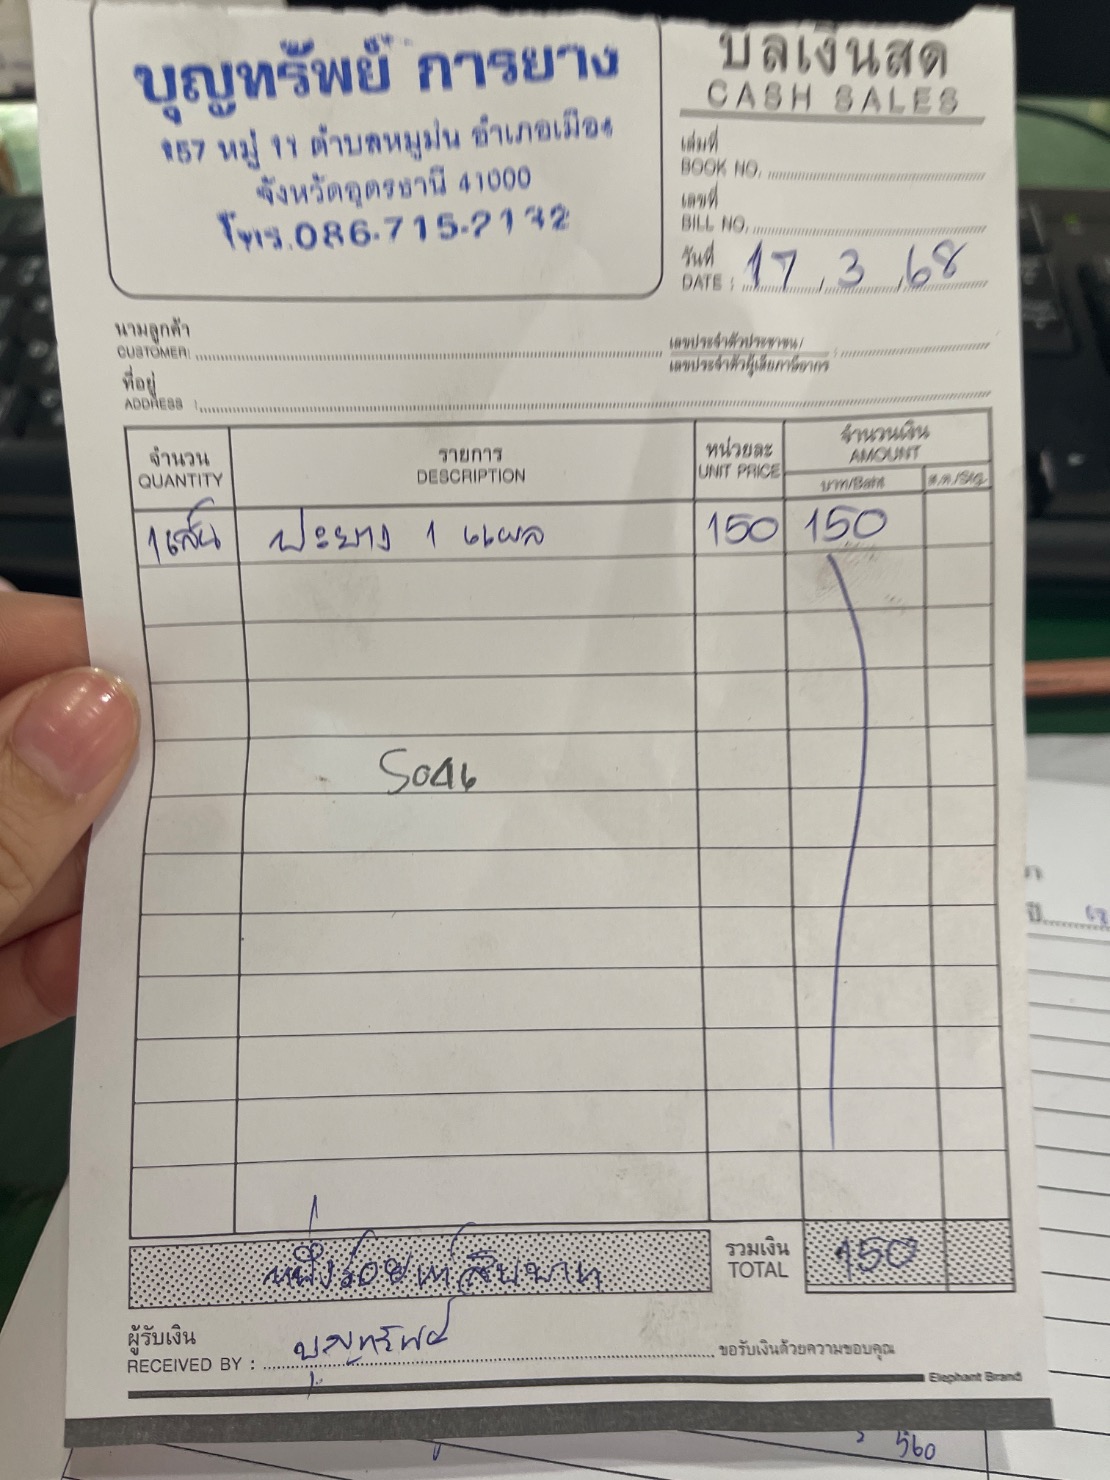 บุญทรัพย์ การยาง
157 หมู่ 11 ตำบลหมูม่น อำเภอเมือง
จังหวัดอุดรธานี 41000
โทร.086-715-2132
บิลเงินสด
CASH SALES
เล่มที่
BOOK NO.
เลขที่
BILL NO.
วันที่
DATE : 17 / 3 / 68
นามลูกค้า
CUSTOMER:
เลขประจำตัวประชาชน/
เลขประจำตัวผู้เสียภาษีอากร :
ที่อยู่
ADDRESS :
จำนวน
QUANTITY
รายการ
DESCRIPTION
หน่วยละ
UNIT PRICE
จำนวนเงิน
AMOUNT
บาท/Baht
ส.ต./Stg.
1เส้น ปะยาง 1 แผล 150 150
5046
หนึ่งร้อยห้าสิบบาท
รวมเงิน
TOTAL
150
ผู้รับเงิน
RECEIVED BY : บุญทรัพย์ ขอรับเงินด้วยความขอบคุณ
Elephant Brand
ปี
560